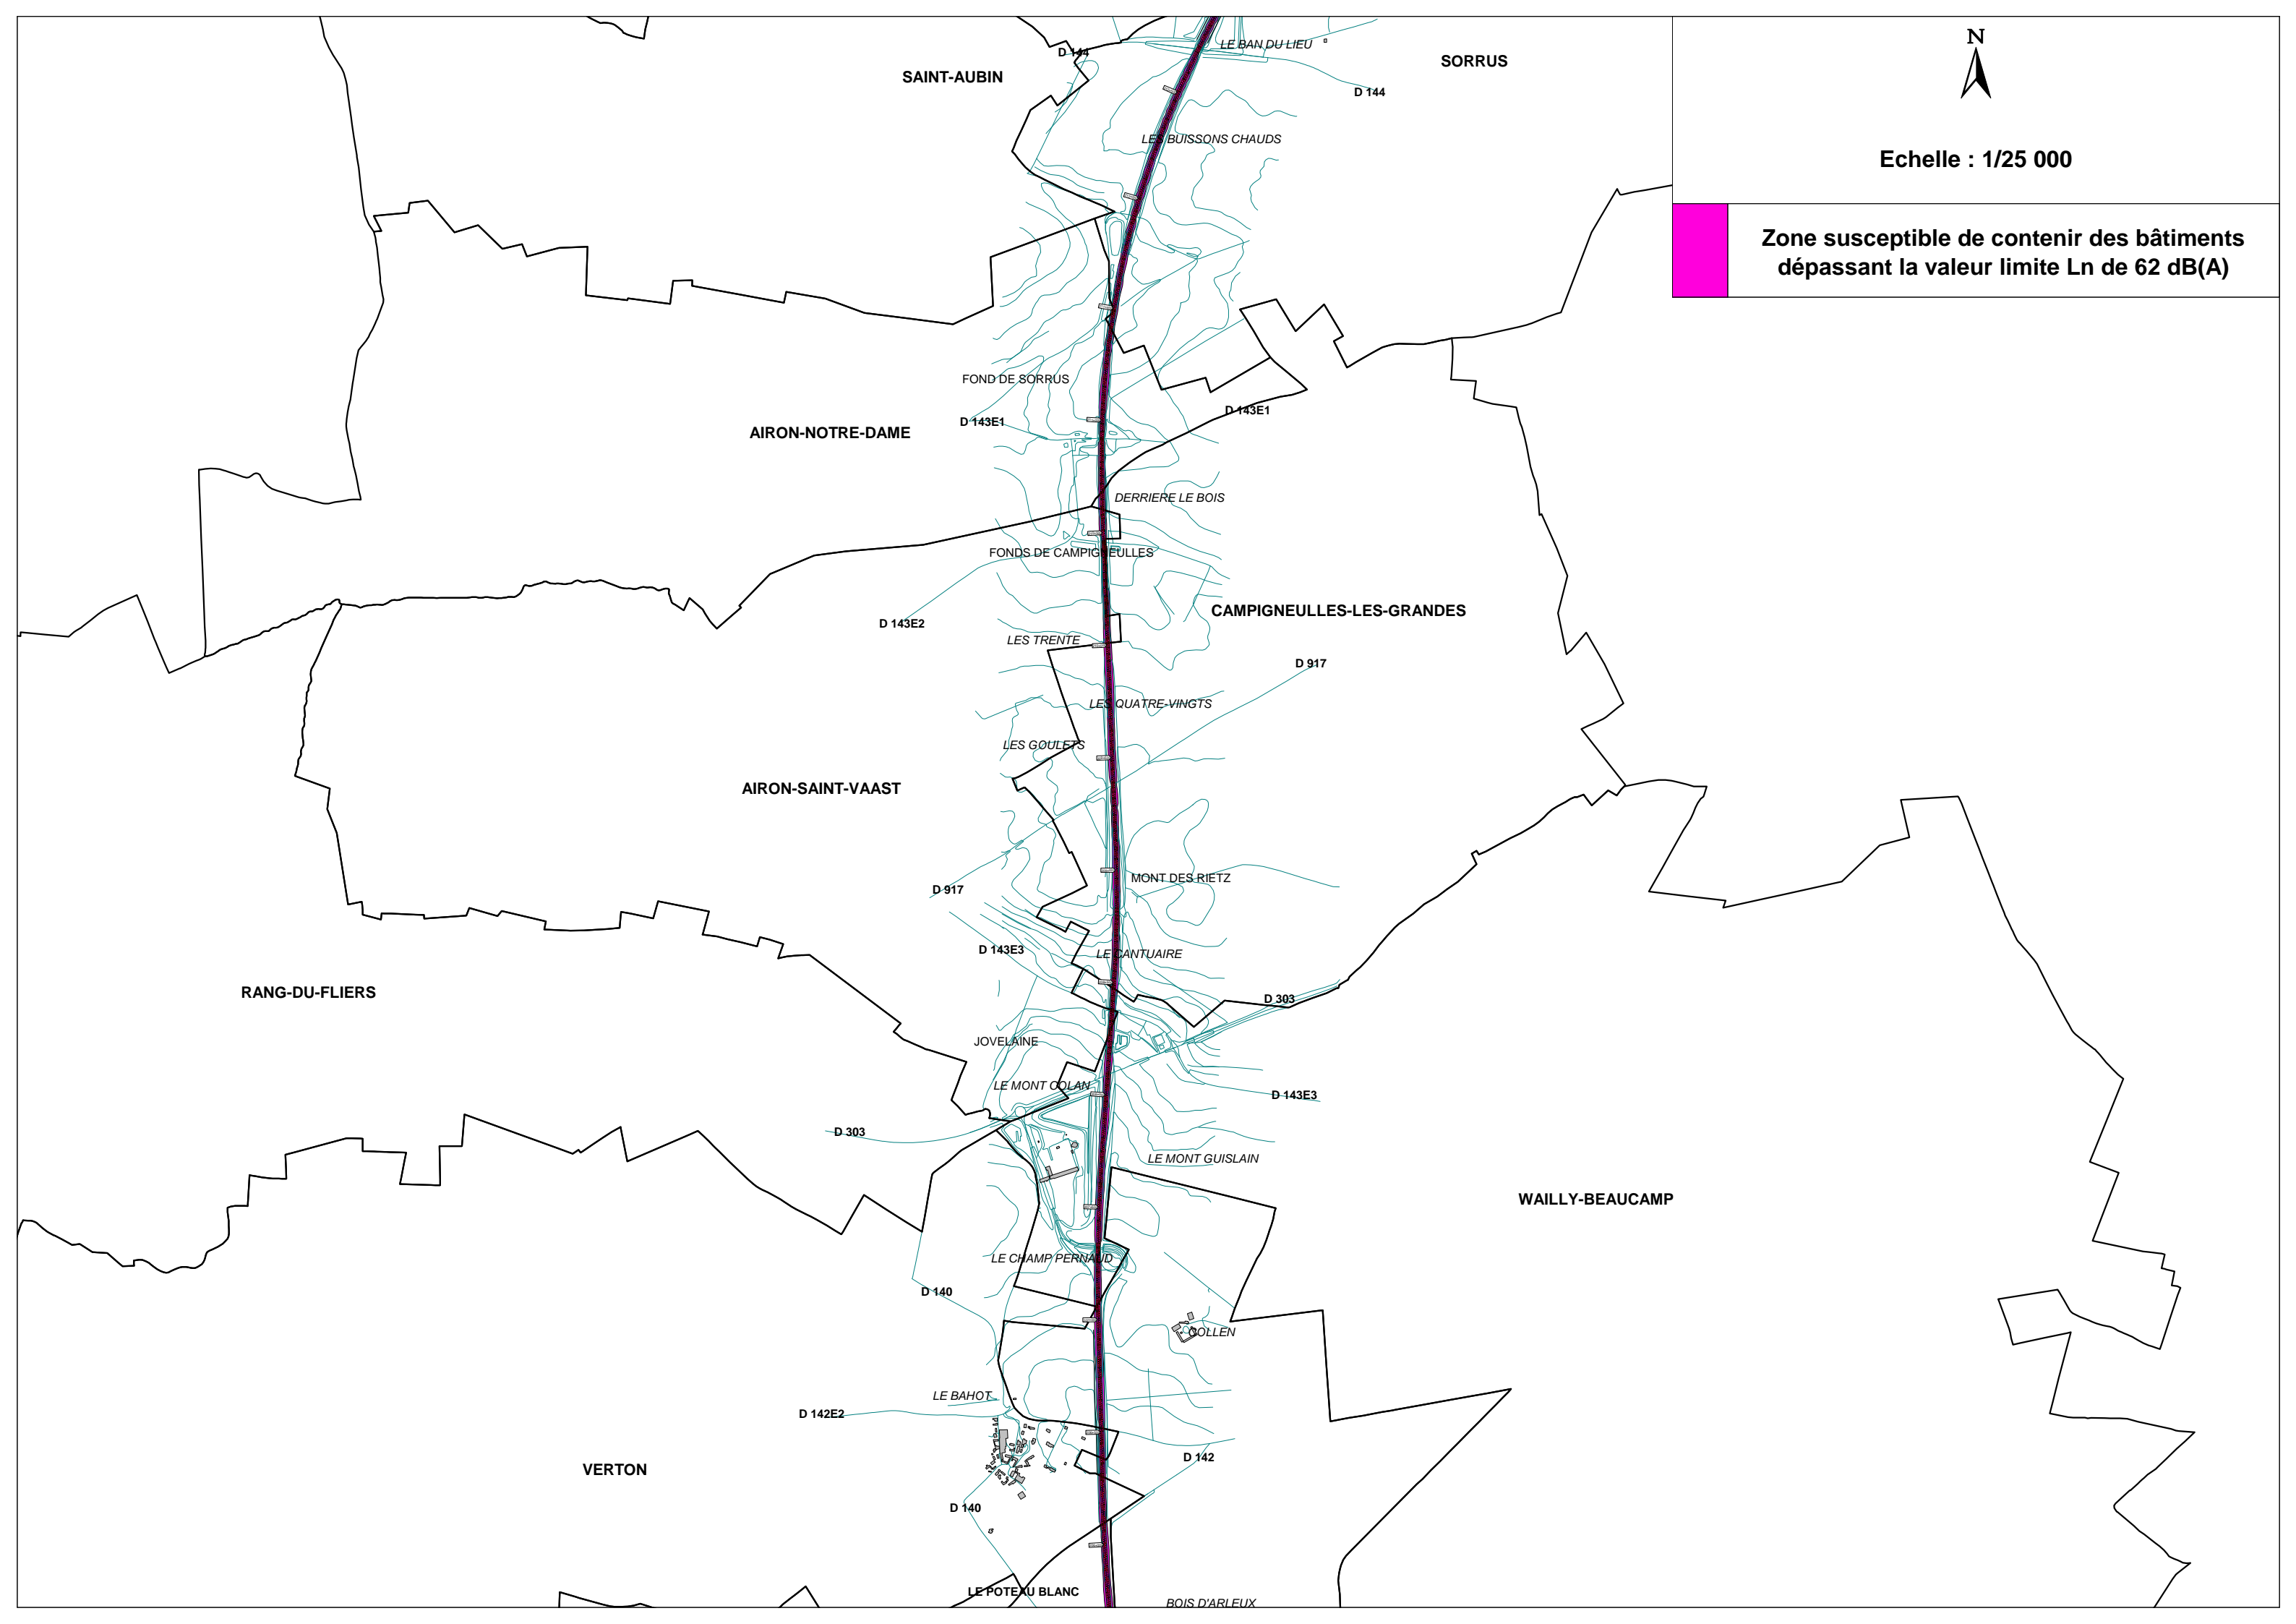 N
Echelle : 1/25 000
Zone susceptible de contenir des bâtiments
dépassant la valeur limite Ln de 62 dB(A)
LE BAN DU LIEU
D 144
SORRUS
SAINT-AUBIN
D 144
LES BUISSONS CHAUDS
FOND DE SORRUS
D 143E1
D 143E1
AIRON-NOTRE-DAME
DERRIERE LE BOIS
FONDS DE CAMPIGNEULLES
CAMPIGNEULLES-LES-GRANDES
D 143E2
LES TRENTE
D 917
LES QUATRE-VINGTS
LES GOULETS
AIRON-SAINT-VAAST
MONT DES RIETZ
D 917
D 143E3
LE CANTUAIRE
RANG-DU-FLIERS
D 303
JOVELAINE
LE MONT COLAN
D 143E3
D 303
LE MONT GUISLAIN
WAILLY-BEAUCAMP
LE CHAMP PERNAUD
D 140
COLLEN
LE BAHOT
D 142E2
D 142
VERTON
D 140
LE POTEAU BLANC
BOIS D'ARLEUX